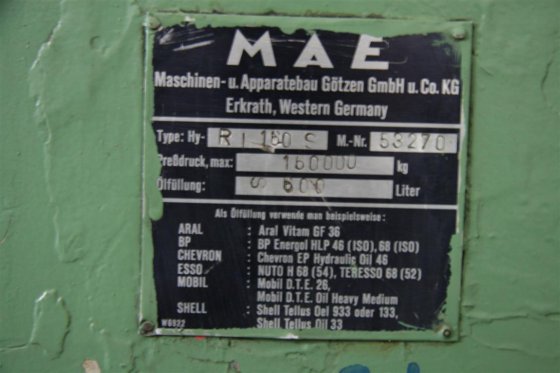 MAE
Maschinen- u. Apparatebau Götzen GmbH u. Co. KG
Erkrath, Western Germany
Type: Hy- R I 160 S M.-Nr. 53270
Preßdruck, max: 160000 kg
Ölfüllung: S 600 Liter
Als Ölfüllung verwende man beispielsweise:
ARAL : Aral Vitam GF 36
BP : BP Energol HLP 46 (ISO), 68 (ISO)
CHEVRON : Chevron EP Hydraulic Oil 46
ESSO : NUTO H 68 (54), TERESSO 68 (52)
MOBIL : Mobil D.T.E. 26,
Mobil D.T.E. Oil Heavy Medium
SHELL : Shell Tellus Oel 933 oder 133,
Shell Tellus Oil 33
W6922